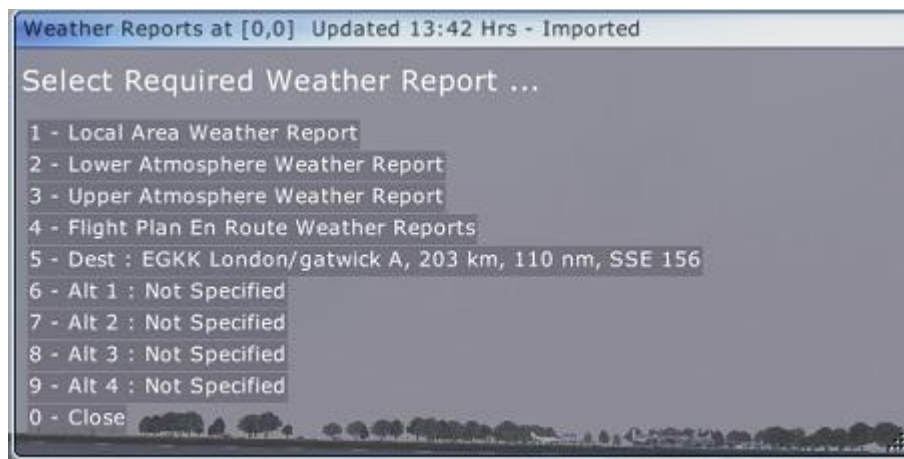 Weather Reports at [0,0] Updated 13:42 Hrs - Imported
Select Required Weather Report ...
1 - Local Area Weather Report
2 - Lower Atmosphere Weather Report
3 - Upper Atmosphere Weather Report
4 - Flight Plan En Route Weather Reports
5 - Dest : EGKK London/gatwick A, 203 km, 110 nm, SSE 156
6 - Alt 1 : Not Specified
7 - Alt 2 : Not Specified
8 - Alt 3 : Not Specified
9 - Alt 4 : Not Specified
0 - Close